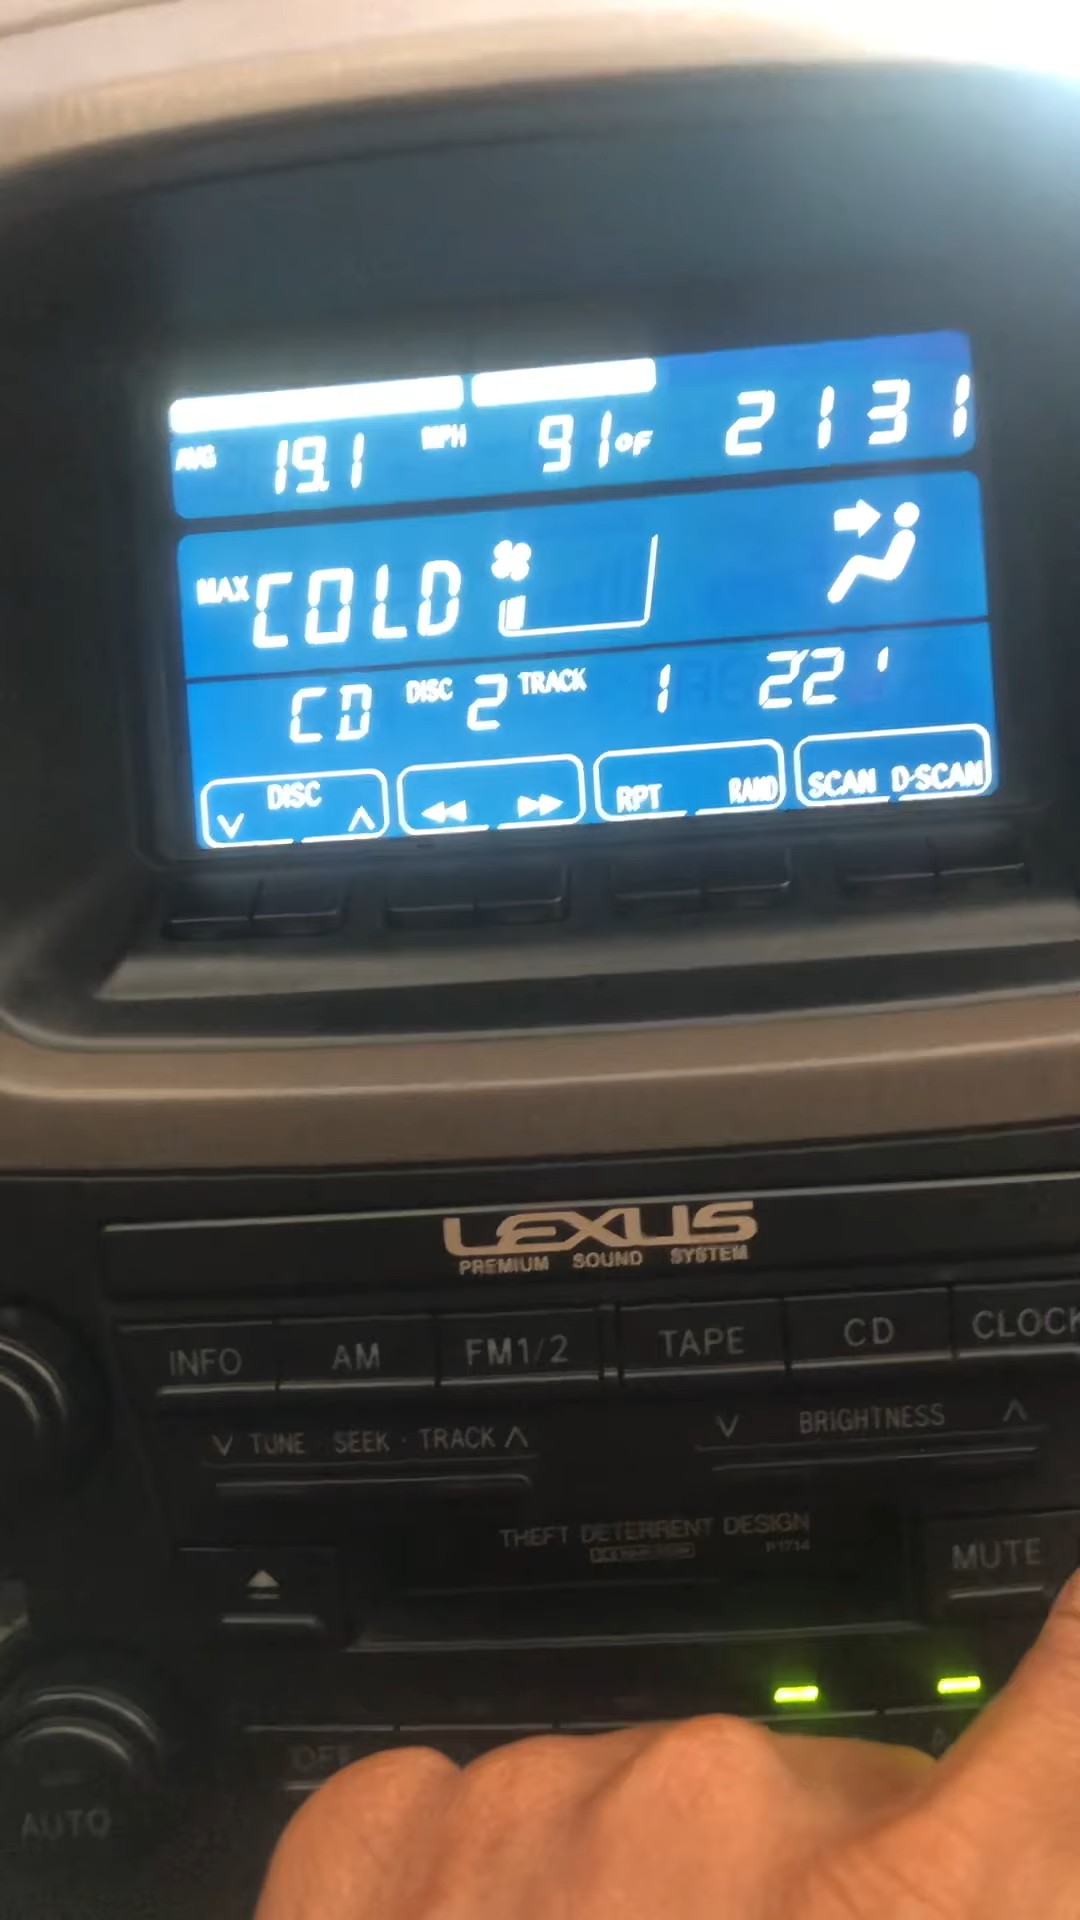 AVG 19.1 MPH 91°F 2131
MAX COLD
CD DISC 2 TRACK 1 22'
DISC RPT RAND SCAN D·SCAN
LEXUS
PREMIUM SOUND SYSTEM
INFO AM FM1/2 TAPE CD CLOCK
TUNE · SEEK · TRACK BRIGHTNESS
THEFT DETERRENT DESIGN
P1714
MUTE
OFF
AUTO